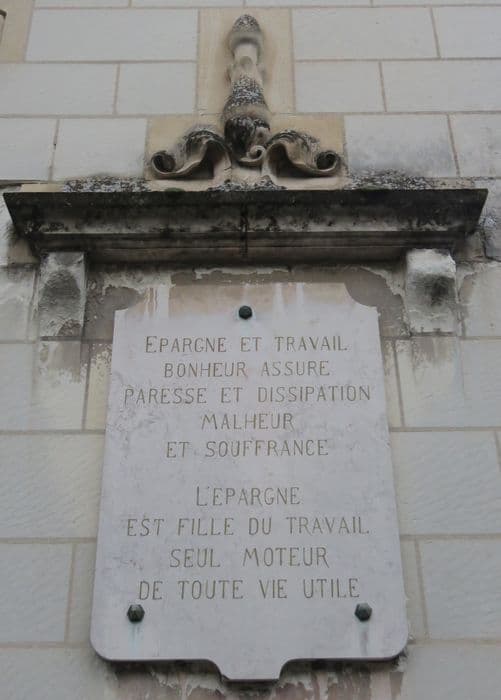 EPARGNE ET TRAVAIL
BONHEUR ASSURE
PARESSE ET DISSIPATION
MALHEUR
ET SOUFFRANCE
L'EPARGNE
EST FILLE DU TRAVAIL
SEUL MOTEUR
DE TOUTE VIE UTILE